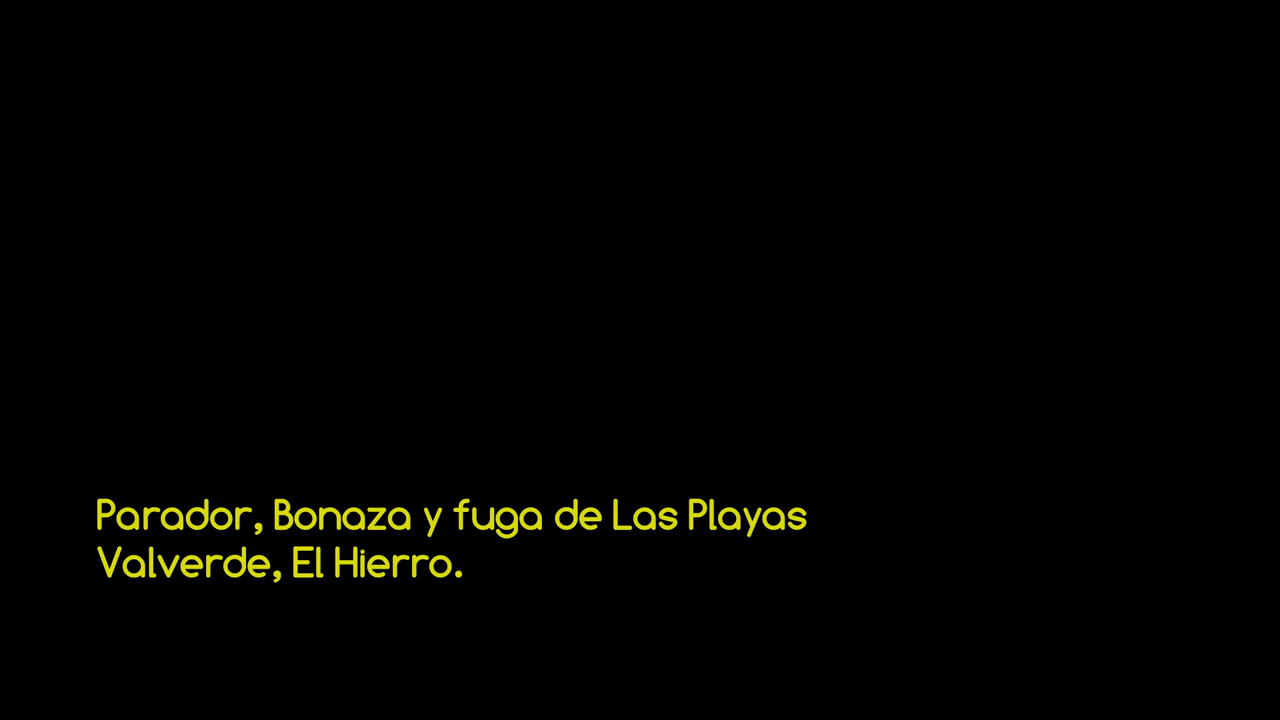 Parador, Bonaza y fuga de Las Playas
Valverde, El Hierro.